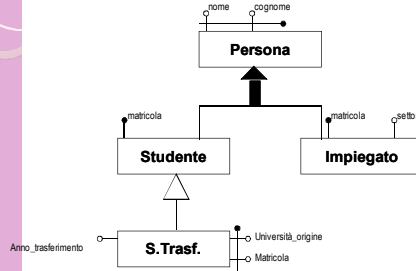 nome cognome
Persona
matricola matricola
Studente Impiegato
Anno_trasferimento S.Trasf. Università_origine
Matricola